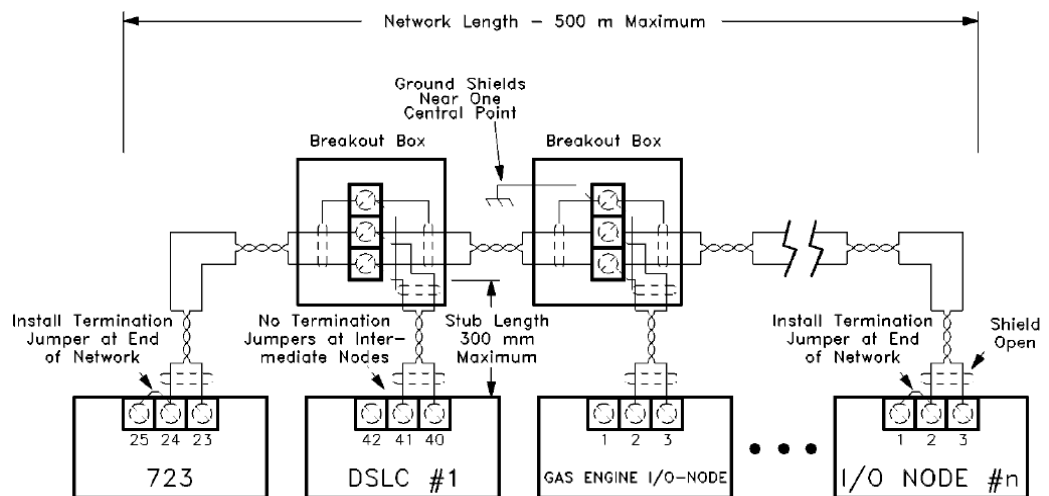 Network Length - 500 m Maximum
Ground Shields
Near One
Central Point
Breakout Box
Breakout Box
Install Termination
Jumper at End
of Network
No Termination
Jumpers at Inter-
mediate Nodes
Stub Length
300 mm
Maximum
Install Termination
Jumper at End
of Network
Shield
Open
25 24 23
42 41 40
1 2 3
1 2 3
723
DSLC #1
GAS ENGINE I/O-NODE
I/O NODE #n